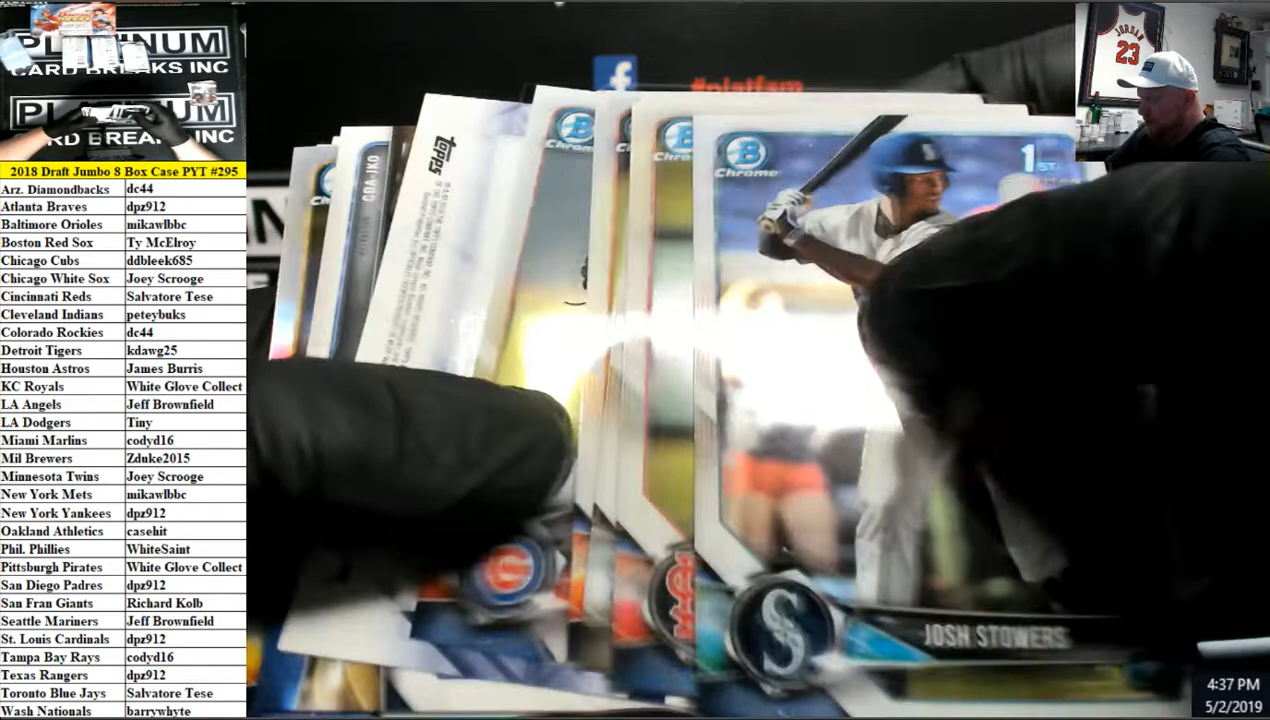 PLATINUM
CARD BREAKS INC
PLATINUM
CARD BREAKS INC
2018 Draft Jumbo 8 Box Case PYT #295
Arz. Diamondbacks dc44
Atlanta Braves dpz912
Baltimore Orioles mikawlbbc
Boston Red Sox Ty McElroy
Chicago Cubs ddbleek685
Chicago White Sox Joey Scrooge
Cincinnati Reds Salvatore Tese
Cleveland Indians peteybuks
Colorado Rockies dc44
Detroit Tigers kdawg25
Houston Astros James Burris
KC Royals White Glove Collect
LA Angels Jeff Brownfield
LA Dodgers Tiny
Miami Marlins codyd16
Mil Brewers Zduke2015
Minnesota Twins Joey Scrooge
New York Mets mikawlbbc
New York Yankees dpz912
Oakland Athletics casehit
Phil. Phillies WhiteSaint
Pittsburgh Pirates White Glove Collect
San Diego Padres dpz912
San Fran Giants Richard Kolb
Seattle Mariners Jeff Brownfield
St. Louis Cardinals dpz912
Tampa Bay Rays codyd16
Texas Rangers dpz912
Toronto Blue Jays Salvatore Tese
Wash Nationals barrywhyte
#platfam
topps
CDA-JKO
B
Chrome
1ST
S
JOSH STOWERS
JORDAN
23
4:37 PM
5/2/2019